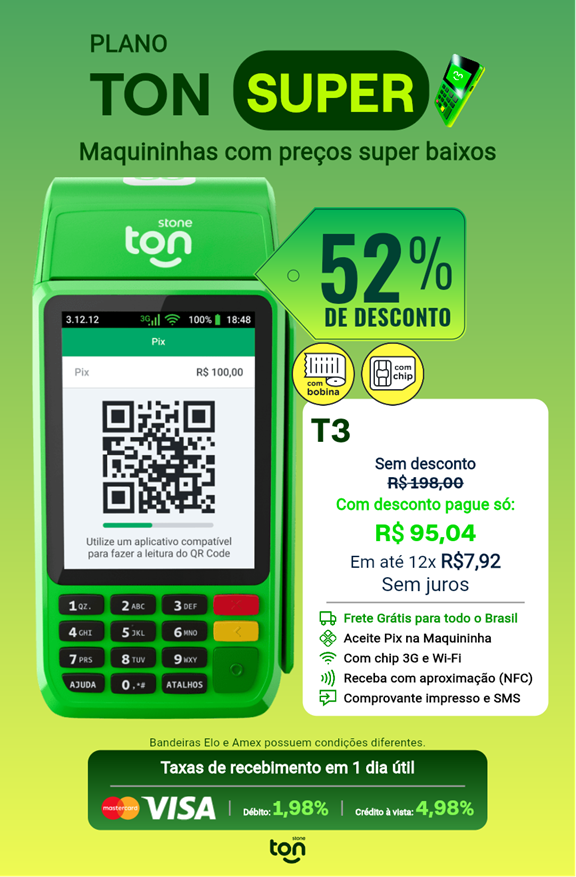 PLANO
TON SUPER
Maquininhas com preços super baixos
stone
ton
52%
DE DESCONTO
3.12.12 3G 100% 18:48
Pix
Pix R$ 100,00
com
bobina
com
chip
T3
Sem desconto
R$ 198,00
Com desconto pague só:
R$ 95,04
Em até 12x R$7,92
Sem juros
Utilize um aplicativo compatível
para fazer a leitura do QR Code
1 QZ. 2 ABC 3 DEF
4 GHI 5 JKL 6 MNO
7 PRS 8 TUV 9 WXY
AJUDA 0 .*# ATALHOS
Frete Grátis para todo o Brasil
Aceite Pix na Maquininha
Com chip 3G e Wi-Fi
Receba com aproximação (NFC)
Comprovante impresso e SMS
Bandeiras Elo e Amex possuem condições diferentes.
Taxas de recebimento em 1 dia útil
mastercard VISA | Débito: 1,98% | Crédito à vista: 4,98%
stone
ton